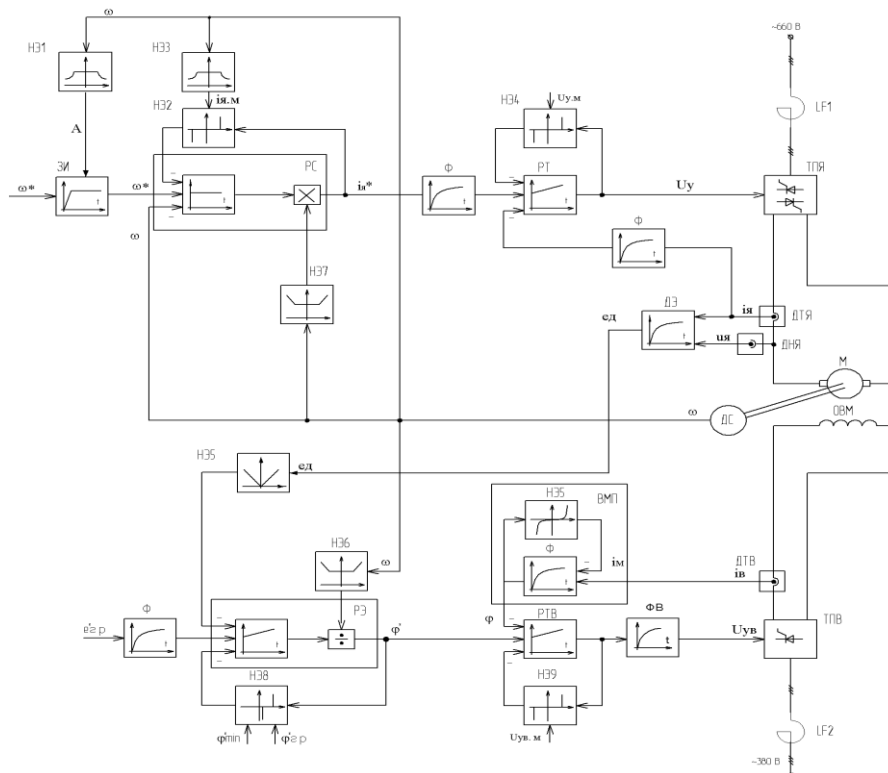 ω
НЭ1
НЭ3
~660 В
iя.м
НЭ2
НЭ4
Uу.м
LF1
А
ЗИ
РС
ω*
ω*
iя*
Ф
РТ
Uу
ТПЯ
t
t
t
t
ω
Ф
t
НЭ7
ДЭ
iя
ДТЯ
eд
t
uя
ДНЯ
М
ω
ДС
ОВМ
НЭ5
eд
НЭ5
ВМП
НЭ6
ω
Ф
iм
ДТВ
t
iв
Ф
РЭ
φ
РТВ
ФВ
ТПВ
e'гр
φ'
Uув
t
t
t
t
НЭ8
НЭ9
φ'min
φ'гр
Uув.м
LF2
~380 В